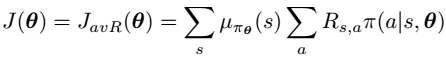 J(θ) = J_{avR}(θ) = ∑_s μ_{π_θ}(s) ∑_a R_{s,a} π(a|s, θ)